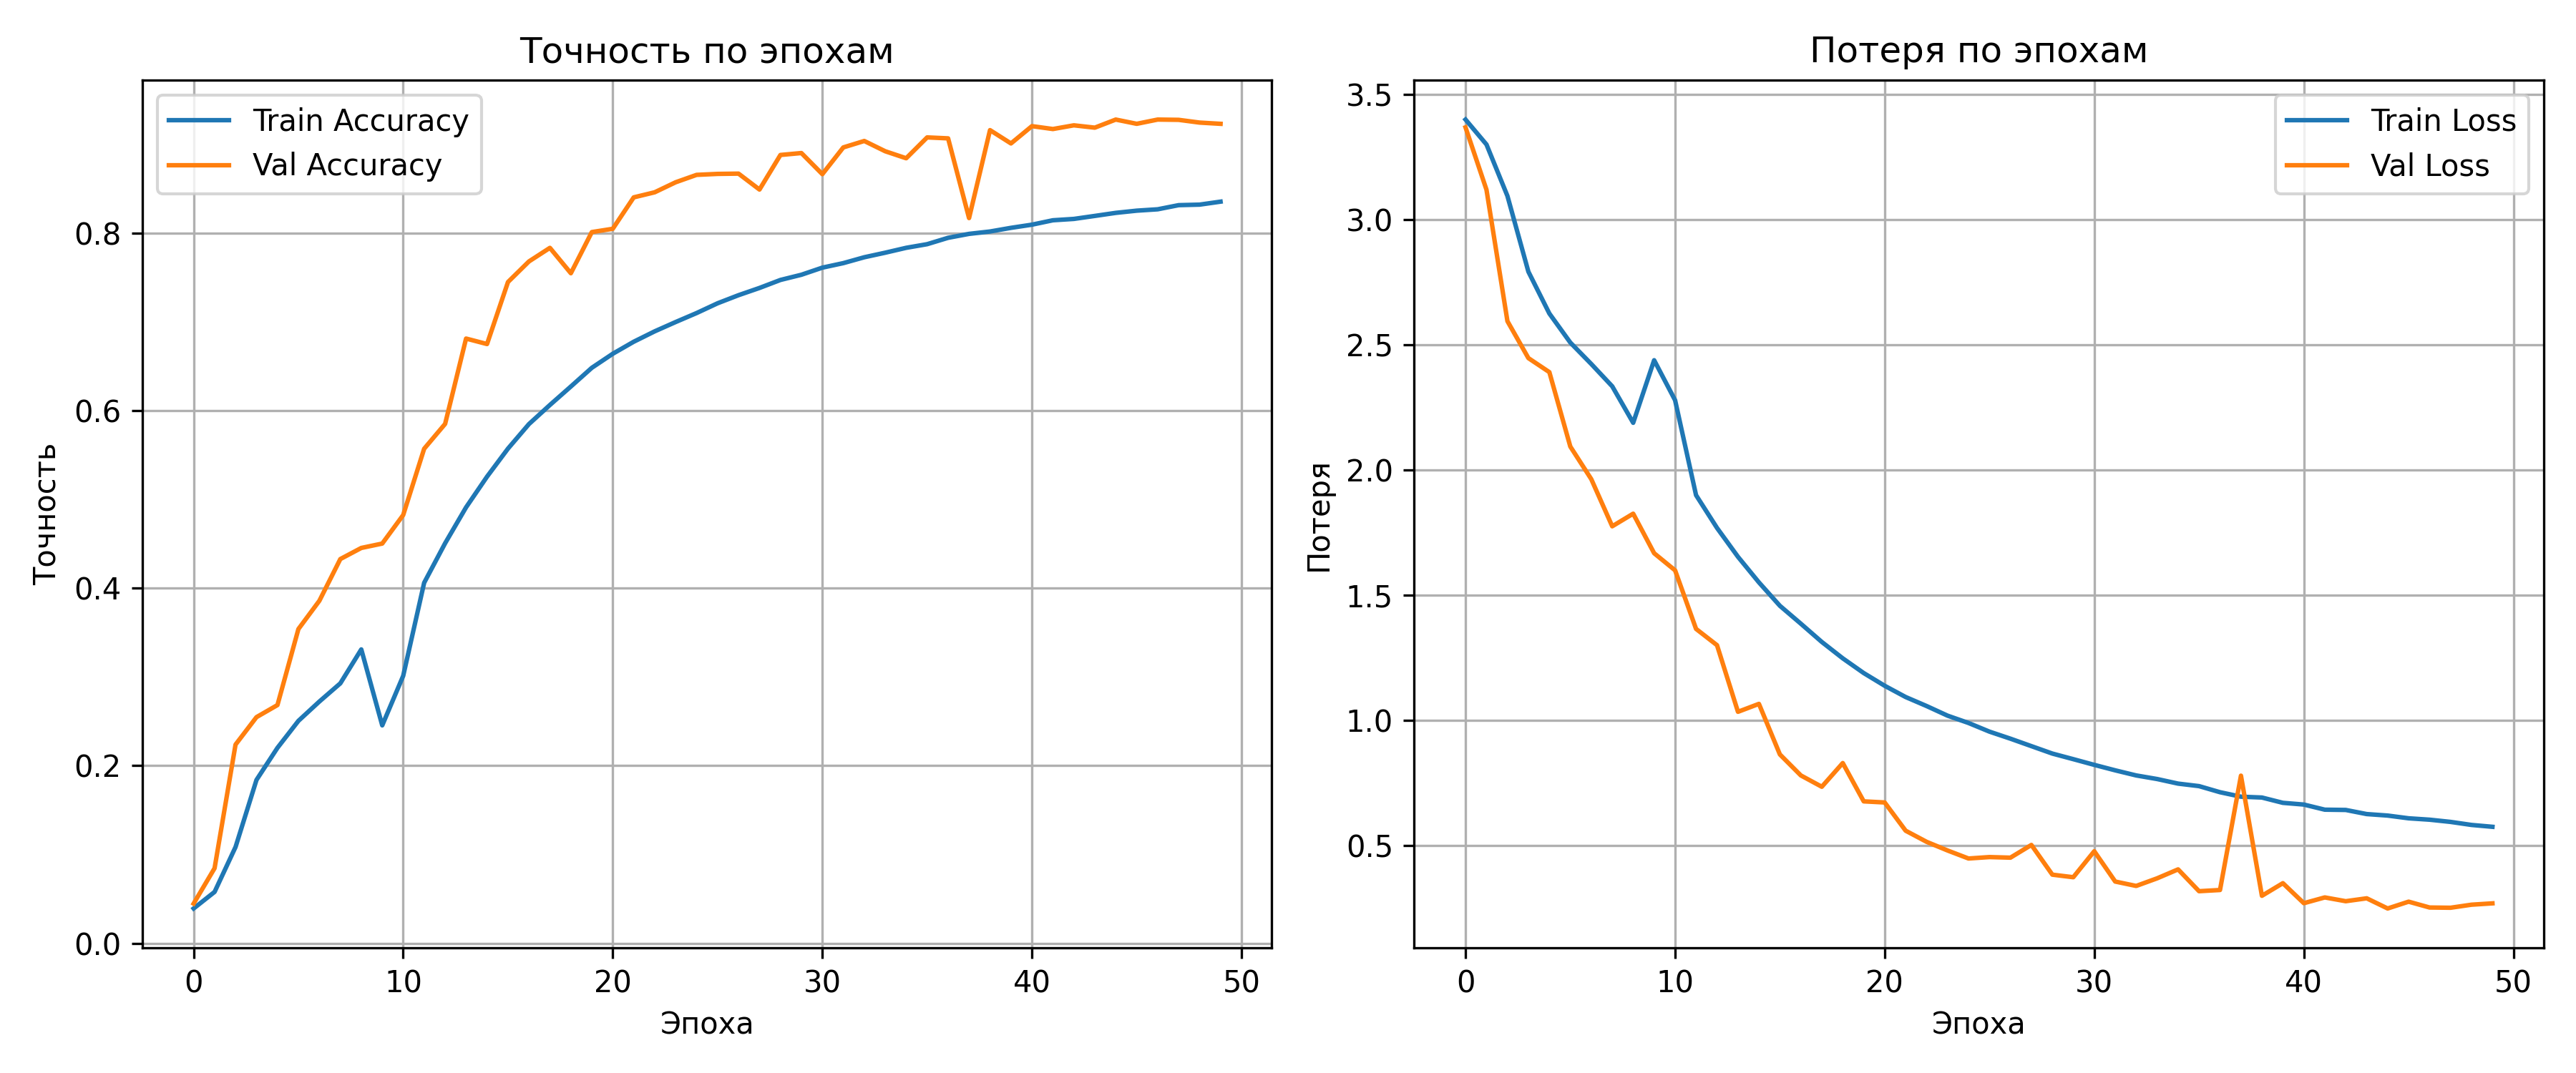 Точность по эпохам
Train Accuracy
Val Accuracy
Точность
0.8
0.6
0.4
0.2
0.0
0 10 20 30 40 50
Эпоха
Потеря по эпохам
Train Loss
Val Loss
Потеря
3.5
3.0
2.5
2.0
1.5
1.0
0.5
0 10 20 30 40 50
Эпоха